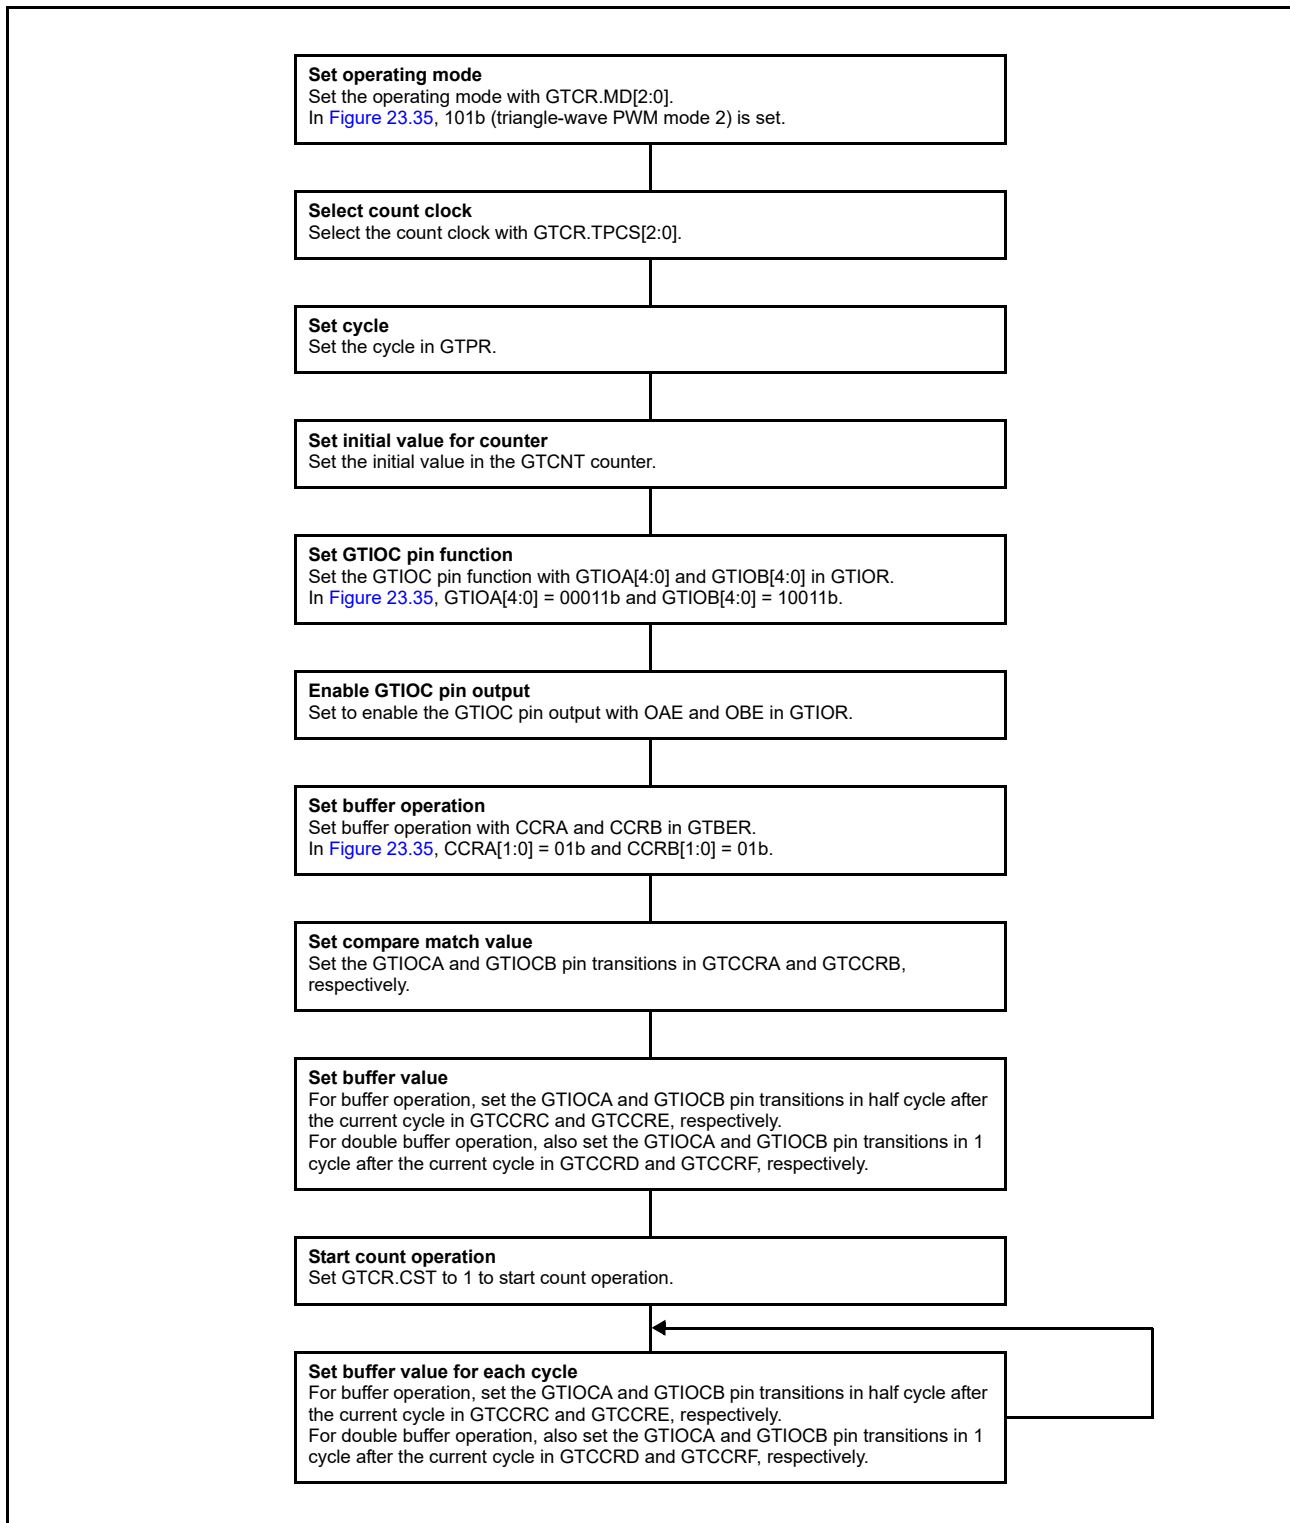 Set operating mode
Set the operating mode with GTCR.MD[2:0].
In Figure 23.35, 101b (triangle-wave PWM mode 2) is set.
Select count clock
Select the count clock with GTCR.TPCS[2:0].
Set cycle
Set the cycle in GTPR.
Set initial value for counter
Set the initial value in the GTCNT counter.
Set GTIOC pin function
Set the GTIOC pin function with GTIOA[4:0] and GTIOB[4:0] in GTIOR.
In Figure 23.35, GTIOA[4:0] = 00011b and GTIOB[4:0] = 10011b.
Enable GTIOC pin output
Set to enable the GTIOC pin output with OAE and OBE in GTIOR.
Set buffer operation
Set buffer operation with CCRA and CCRB in GTBER.
In Figure 23.35, CCRA[1:0] = 01b and CCRB[1:0] = 01b.
Set compare match value
Set the GTIOCA and GTIOCB pin transitions in GTCCRA and GTCCRB,
respectively.
Set buffer value
For buffer operation, set the GTIOCA and GTIOCB pin transitions in half cycle after
the current cycle in GTCCRC and GTCCRE, respectively.
For double buffer operation, also set the GTIOCA and GTIOCB pin transitions in 1
cycle after the current cycle in GTCCRD and GTCCRF, respectively.
Start count operation
Set GTCR.CST to 1 to start count operation.
Set buffer value for each cycle
For buffer operation, set the GTIOCA and GTIOCB pin transitions in half cycle after
the current cycle in GTCCRC and GTCCRE, respectively.
For double buffer operation, also set the GTIOCA and GTIOCB pin transitions in 1
cycle after the current cycle in GTCCRD and GTCCRF, respectively.